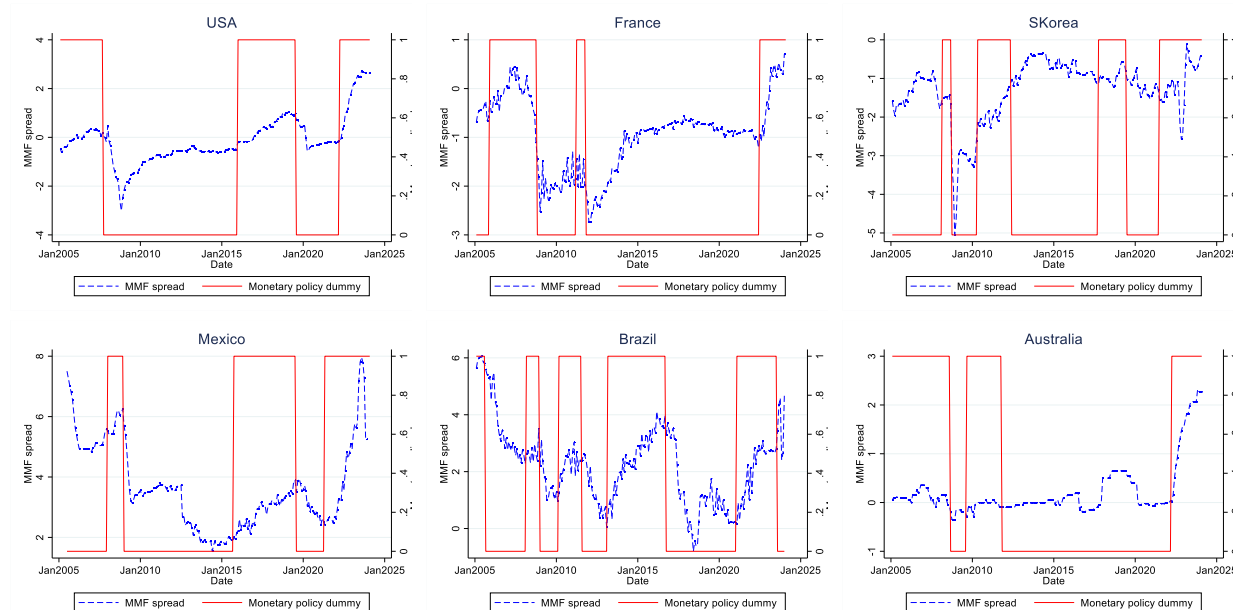 USA
4
2
0
-2
-4
MMF spread
1
.8
.6
.4
.2
0
Jan2005 Jan2010 Jan2015 Jan2020 Jan2025
Date
MMF spread Monetary policy dummy
France
1
0
-1
-2
-3
MMF spread
1
.8
.6
.4
.2
0
Jan2005 Jan2010 Jan2015 Jan2020 Jan2025
Date
MMF spread Monetary policy dummy
SKorea
0
-1
-2
-3
-4
-5
MMF spread
Jan2005 Jan2010 Jan2015 Jan2020 Jan2025
Date
MMF spread Monetary policy dummy
Mexico
8
6
4
2
MMF spread
1
.8
.6
.4
.2
0
Jan2005 Jan2010 Jan2015 Jan2020 Jan2025
Date
MMF spread Monetary policy dummy
Brazil
6
4
2
0
MMF spread
1
.8
.6
.4
.2
0
Jan2005 Jan2010 Jan2015 Jan2020 Jan2025
Date
MMF spread Monetary policy dummy
Australia
3
2
1
0
-1
MMF spread
Jan2005 Jan2010 Jan2015 Jan2020 Jan2025
Date
MMF spread Monetary policy dummy